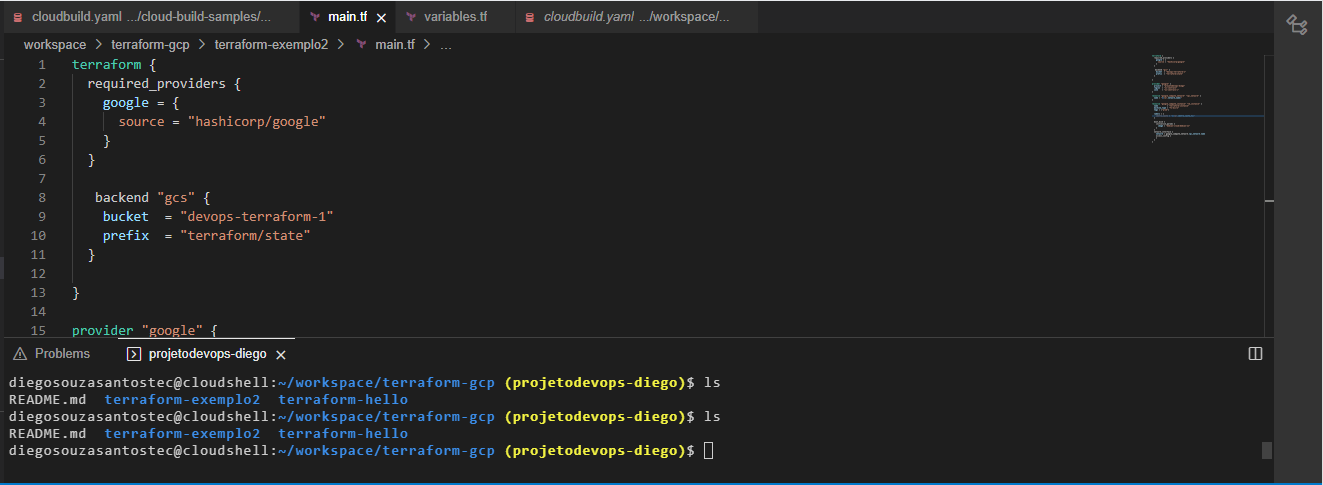 cloudbuild.yaml .../cloud-build-samples/... main.tf variables.tf cloudbuild.yaml .../workspace/...
workspace > terraform-gcp > terraform-exemplo2 > main.tf > ...
1 terraform {
2 required_providers {
3 google = {
4 source = "hashicorp/google"
5 }
6 }
7
8 backend "gcs" {
9 bucket = "devops-terraform-1"
10 prefix = "terraform/state"
11 }
12
13 }
14
15 provider "google" {
Problems projetodevops-diego
diegosouzasantostec@cloudshell:~/workspace/terraform-gcp (projetodevops-diego)$ ls
README.md terraform-exemplo2 terraform-hello
diegosouzasantostec@cloudshell:~/workspace/terraform-gcp (projetodevops-diego)$ ls
README.md terraform-exemplo2 terraform-hello
diegosouzasantostec@cloudshell:~/workspace/terraform-gcp (projetodevops-diego)$